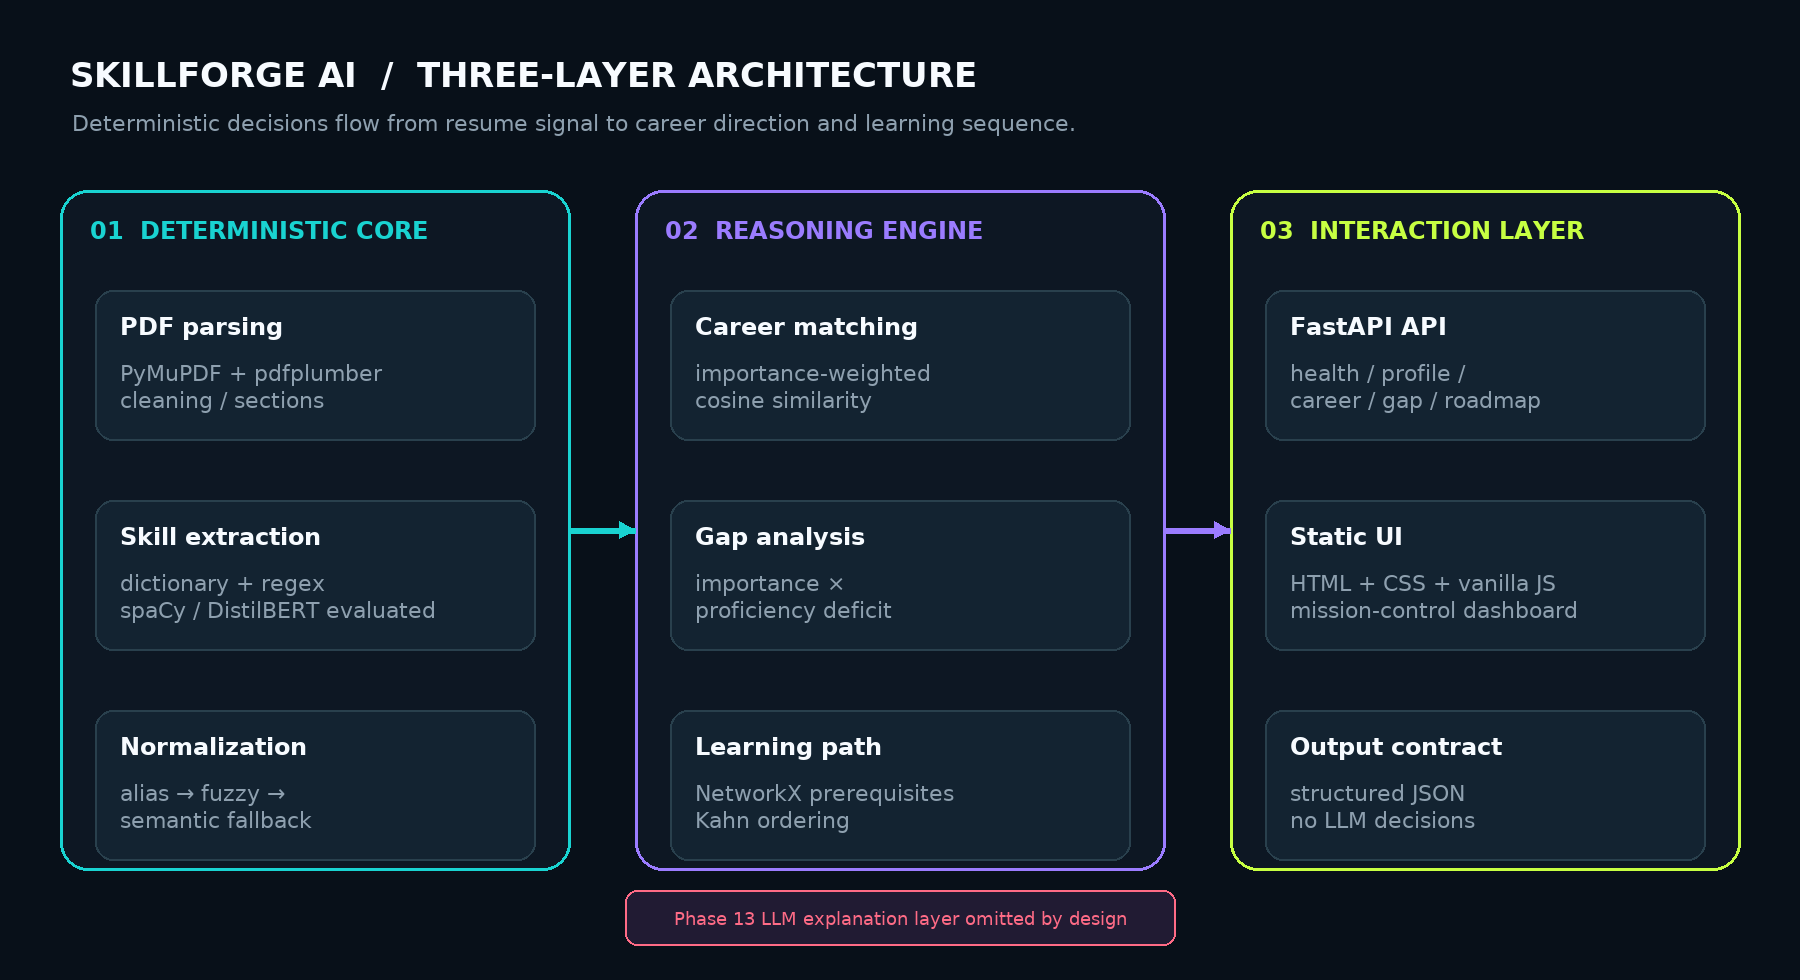 SKILLFORGE AI / THREE-LAYER ARCHITECTURE
Deterministic decisions flow from resume signal to career direction and learning sequence.
01 DETERMINISTIC CORE
PDF parsing
PyMuPDF + pdfplumber
cleaning / sections
Skill extraction
dictionary + regex
spaCy / DistilBERT evaluated
Normalization
alias → fuzzy →
semantic fallback
02 REASONING ENGINE
Career matching
importance-weighted
cosine similarity
Gap analysis
importance ×
proficiency deficit
Learning path
NetworkX prerequisites
Kahn ordering
03 INTERACTION LAYER
FastAPI API
health / profile /
career / gap / roadmap
Static UI
HTML + CSS + vanilla JS
mission-control dashboard
Output contract
structured JSON
no LLM decisions
Phase 13 LLM explanation layer omitted by design